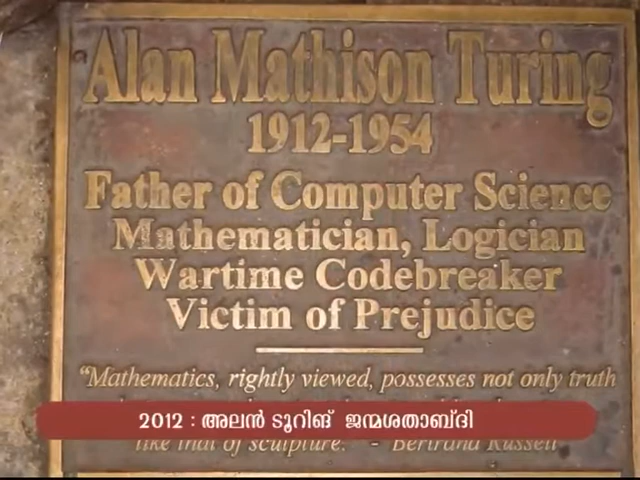 Alan Mathison Turing
1912-1954
Father of Computer Science
Mathematician, Logician
Wartime Codebreaker
Victim of Prejudice
“Mathematics, rightly viewed, possesses not only truth
2012 : അലൻ ടൂറിങ് ജന്മശതാബ്ദി
like that of sculpture.” - Bertrand Russell